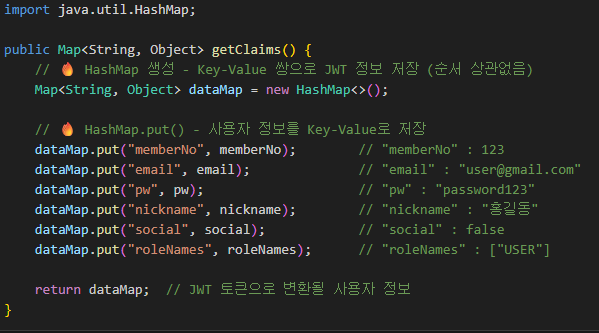 import java.util.HashMap;
public Map<String, Object> getClaims() {
// 🔥 HashMap 생성 - Key-Value 쌍으로 JWT 정보 저장 (순서 상관없음)
Map<String, Object> dataMap = new HashMap<>();
// 🔥 HashMap.put() - 사용자 정보를 Key-Value로 저장
dataMap.put("memberNo", memberNo); // "memberNo" : 123
dataMap.put("email", email); // "email" : "user@gmail.com"
dataMap.put("pw", pw); // "pw" : "password123"
dataMap.put("nickname", nickname); // "nickname" : "홍길동"
dataMap.put("social", social); // "social" : false
dataMap.put("roleNames", roleNames); // "roleNames" : ["USER"]
return dataMap; // JWT 토큰으로 변환될 사용자 정보
}